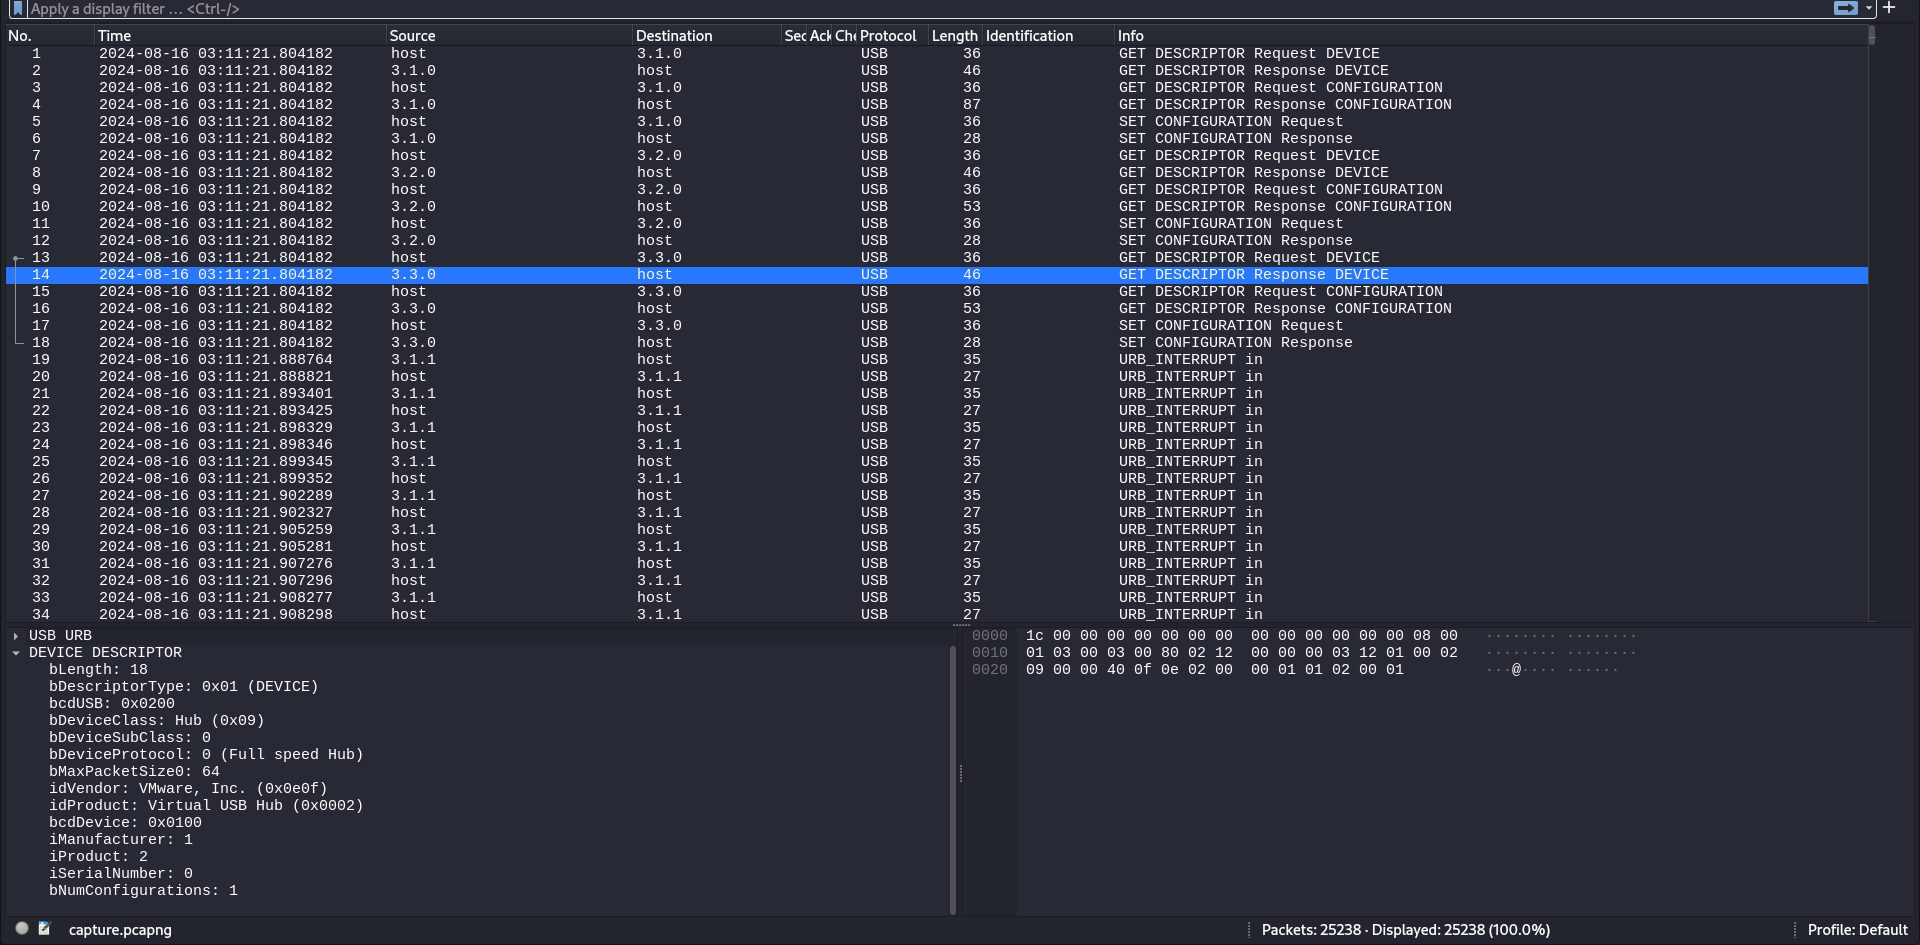 Apply a display filter … <Ctrl-/>
No. Time Source Destination Sec Ack Che Protocol Length Identification Info
1 2024-08-16 03:11:21.804182 host 3.1.0 USB 36 GET DESCRIPTOR Request DEVICE
2 2024-08-16 03:11:21.804182 3.1.0 host USB 46 GET DESCRIPTOR Response DEVICE
3 2024-08-16 03:11:21.804182 host 3.1.0 USB 36 GET DESCRIPTOR Request CONFIGURATION
4 2024-08-16 03:11:21.804182 3.1.0 host USB 87 GET DESCRIPTOR Response CONFIGURATION
5 2024-08-16 03:11:21.804182 host 3.1.0 USB 36 SET CONFIGURATION Request
6 2024-08-16 03:11:21.804182 3.1.0 host USB 28 SET CONFIGURATION Response
7 2024-08-16 03:11:21.804182 host 3.2.0 USB 36 GET DESCRIPTOR Request DEVICE
8 2024-08-16 03:11:21.804182 3.2.0 host USB 46 GET DESCRIPTOR Response DEVICE
9 2024-08-16 03:11:21.804182 host 3.2.0 USB 36 GET DESCRIPTOR Request CONFIGURATION
10 2024-08-16 03:11:21.804182 3.2.0 host USB 53 GET DESCRIPTOR Response CONFIGURATION
11 2024-08-16 03:11:21.804182 host 3.2.0 USB 36 SET CONFIGURATION Request
12 2024-08-16 03:11:21.804182 3.2.0 host USB 28 SET CONFIGURATION Response
13 2024-08-16 03:11:21.804182 host 3.3.0 USB 36 GET DESCRIPTOR Request DEVICE
14 2024-08-16 03:11:21.804182 3.3.0 host USB 46 GET DESCRIPTOR Response DEVICE
15 2024-08-16 03:11:21.804182 host 3.3.0 USB 36 GET DESCRIPTOR Request CONFIGURATION
16 2024-08-16 03:11:21.804182 3.3.0 host USB 53 GET DESCRIPTOR Response CONFIGURATION
17 2024-08-16 03:11:21.804182 host 3.3.0 USB 36 SET CONFIGURATION Request
18 2024-08-16 03:11:21.804182 3.3.0 host USB 28 SET CONFIGURATION Response
19 2024-08-16 03:11:21.888764 3.1.1 host USB 35 URB_INTERRUPT in
20 2024-08-16 03:11:21.888821 host 3.1.1 USB 27 URB_INTERRUPT in
21 2024-08-16 03:11:21.893401 3.1.1 host USB 35 URB_INTERRUPT in
22 2024-08-16 03:11:21.893425 host 3.1.1 USB 27 URB_INTERRUPT in
23 2024-08-16 03:11:21.898329 3.1.1 host USB 35 URB_INTERRUPT in
24 2024-08-16 03:11:21.898346 host 3.1.1 USB 27 URB_INTERRUPT in
25 2024-08-16 03:11:21.899345 3.1.1 host USB 35 URB_INTERRUPT in
26 2024-08-16 03:11:21.899352 host 3.1.1 USB 27 URB_INTERRUPT in
27 2024-08-16 03:11:21.902289 3.1.1 host USB 35 URB_INTERRUPT in
28 2024-08-16 03:11:21.902327 host 3.1.1 USB 27 URB_INTERRUPT in
29 2024-08-16 03:11:21.905259 3.1.1 host USB 35 URB_INTERRUPT in
30 2024-08-16 03:11:21.905281 host 3.1.1 USB 27 URB_INTERRUPT in
31 2024-08-16 03:11:21.907276 3.1.1 host USB 35 URB_INTERRUPT in
32 2024-08-16 03:11:21.907296 host 3.1.1 USB 27 URB_INTERRUPT in
33 2024-08-16 03:11:21.908277 3.1.1 host USB 35 URB_INTERRUPT in
34 2024-08-16 03:11:21.908298 host 3.1.1 USB 27 URB_INTERRUPT in
USB URB
DEVICE DESCRIPTOR
bLength: 18
bDescriptorType: 0x01 (DEVICE)
bcdUSB: 0x0200
bDeviceClass: Hub (0x09)
bDeviceSubClass: 0
bDeviceProtocol: 0 (Full speed Hub)
bMaxPacketSize0: 64
idVendor: VMware, Inc. (0x0e0f)
idProduct: Virtual USB Hub (0x0002)
bcdDevice: 0x0100
iManufacturer: 1
iProduct: 2
iSerialNumber: 0
bNumConfigurations: 1
0000 1c 00 00 00 00 00 00 00 00 00 00 00 00 00 08 00 ········ ········
0010 01 03 00 03 00 80 02 12 00 00 00 03 12 01 00 02 ········ ········
0020 09 00 00 40 0f 0e 02 00 00 01 01 02 00 01 ···@···· ······
capture.pcapng
Packets: 25238 · Displayed: 25238 (100.0%)
Profile: Default